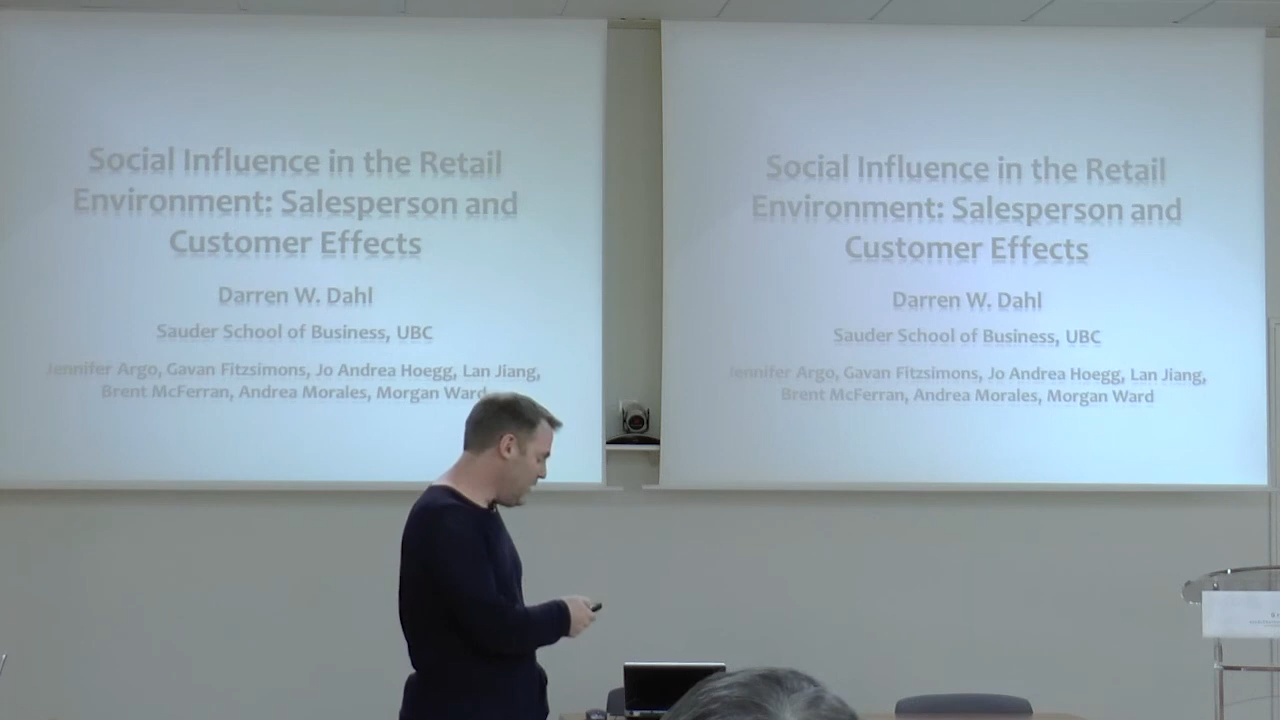 Social Influence in the Retail
Environment: Salesperson and
Customer Effects
Darren W. Dahl
Sauder School of Business, UBC
Jennifer Argo, Gavan Fitzsimons, Jo Andrea Hoegg, Lan Jiang,
Brent McFerran, Andrea Morales, Morgan Ward
Social Influence in the Retail
Environment: Salesperson and
Customer Effects
Darren W. Dahl
Sauder School of Business, UBC
Jennifer Argo, Gavan Fitzsimons, Jo Andrea Hoegg, Lan Jiang,
Brent McFerran, Andrea Morales, Morgan Ward